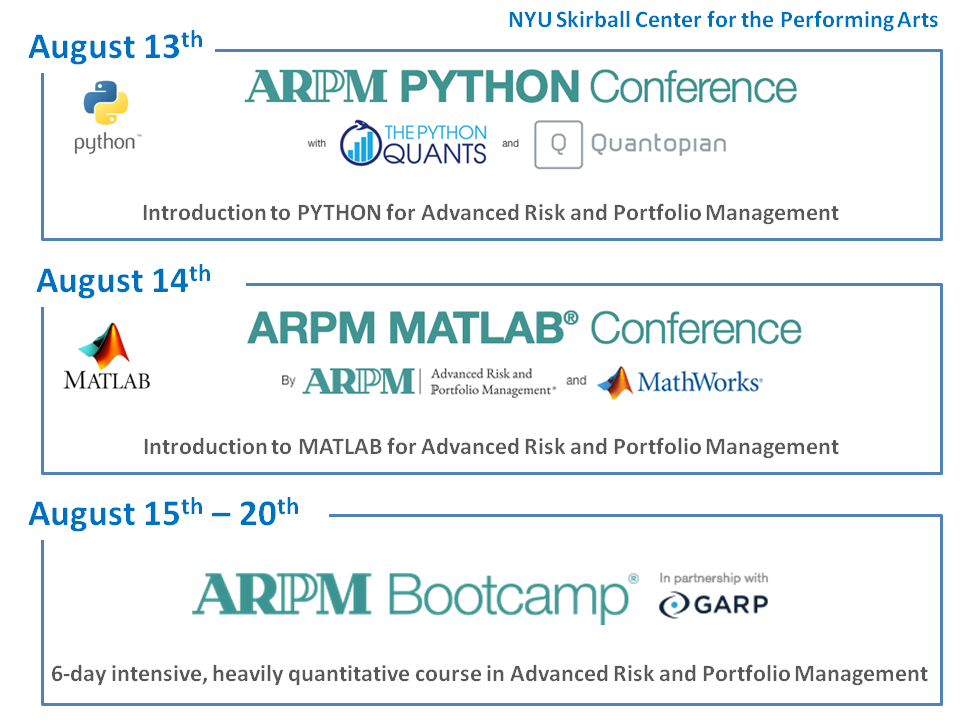 NYU Skirball Center for the Performing Arts
August 13th
python™
ARPM PYTHON Conference
with THE PYTHON QUANTS and Q Quantopian
Introduction to PYTHON for Advanced Risk and Portfolio Management
August 14th
MATLAB
ARPM MATLAB® Conference
By ARPM | Advanced Risk and Portfolio Management® and MathWorks®
Introduction to MATLAB for Advanced Risk and Portfolio Management
August 15th – 20th
ARPM Bootcamp®
In partnership with
GARP
6-day intensive, heavily quantitative course in Advanced Risk and Portfolio Management